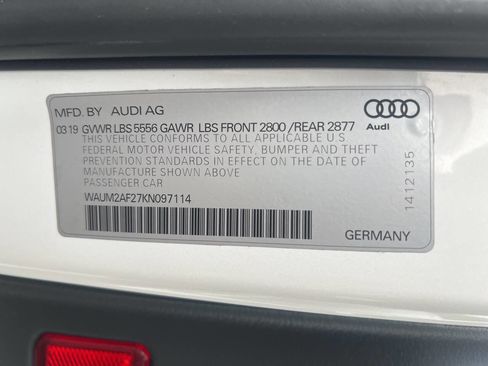 MFD. BY AUDI AG
0319 GVWR LBS 5556 GAWR LBS FRONT 2800 /REAR 2877
THIS VEHICLE CONFORMS TO ALL APPLICABLE U.S.
FEDERAL MOTOR VEHICLE SAFETY, BUMPER AND THEFT
PREVENTION STANDARDS IN EFFECT ON THE DATE OF
MANUFACTURE SHOWN ABOVE
PASSENGER CAR
WAUM2AF27KN097114
Audi
1412135
GERMANY